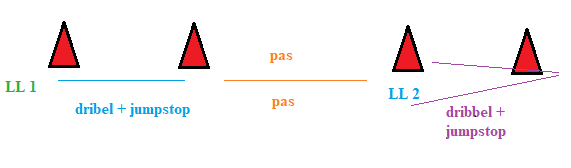 LL 1
dribel + jumpstop
pas
pas
LL 2
dribbel +
jumpstop